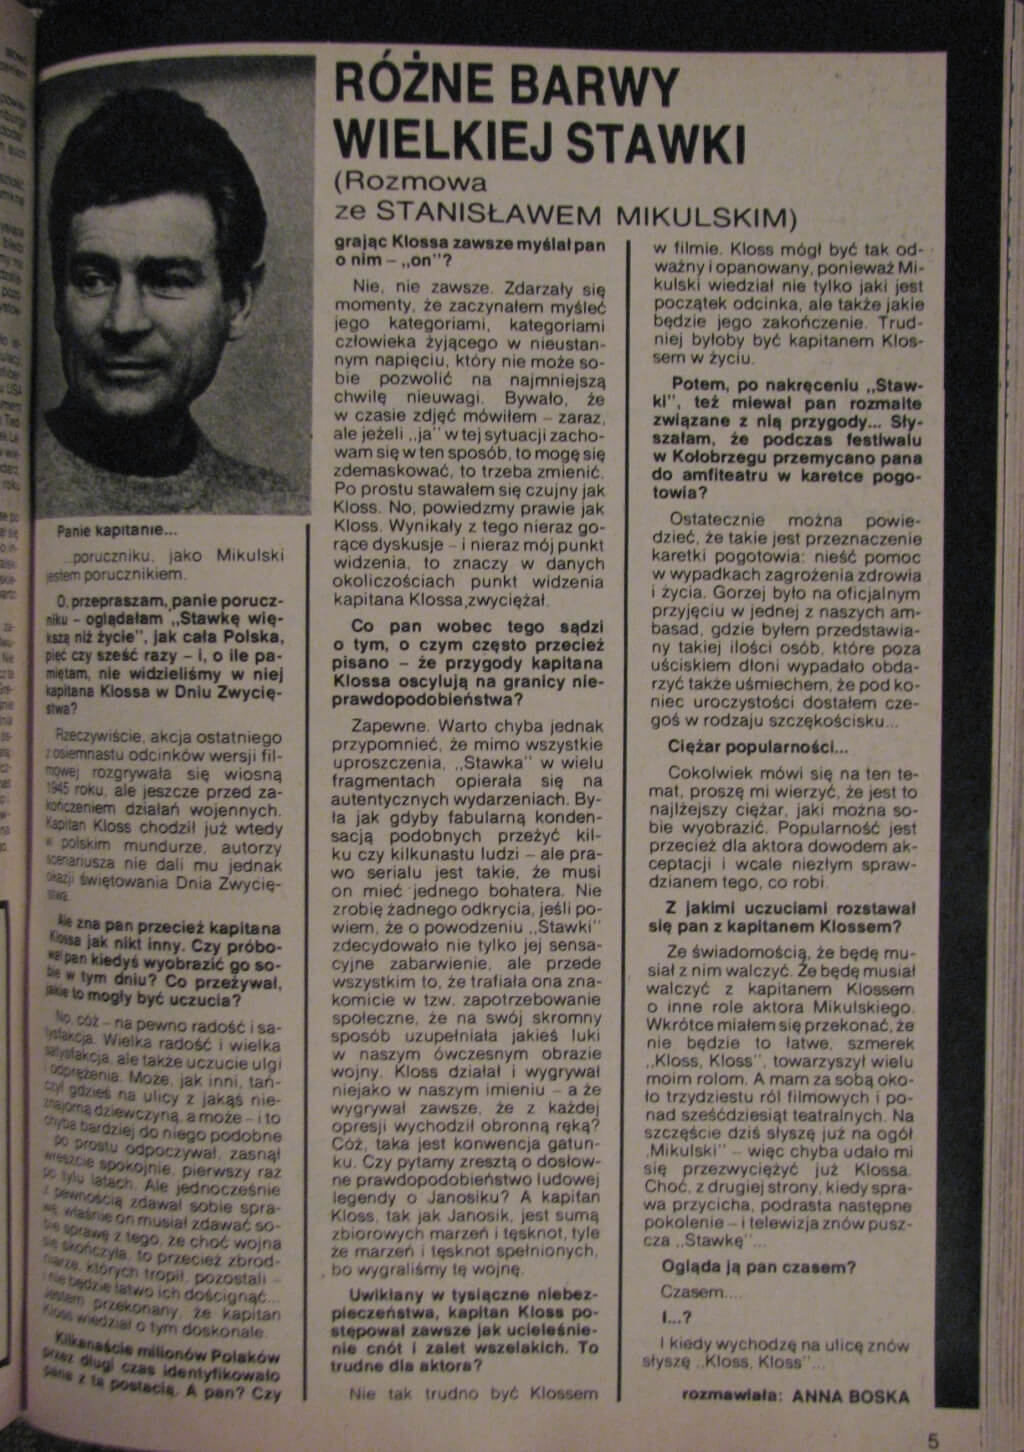 RÓŻNE BARWY
WIELKIEJ STAWKI
(Rozmowa
ze STANISŁAWEM MIKULSKIM)
Panie kapitanie...
...poruczniku, jako Mikulski
jestem porucznikiem.
O, przepraszam, panie porucz-
niku – oglądałam „Stawkę wię-
kszą niż życie", jak cała Polska,
pięć czy sześć razy – i, o ile pa-
miętam, nie widzieliśmy w niej
kapitana Klossa w Dniu Zwycię-
stwa?
Rzeczywiście, akcja ostatniego
z osiemnastu odcinków wersji fil-
mowej rozgrywała się wiosną
1945 roku, ale jeszcze przed za-
kończeniem działań wojennych.
Kapitan Kloss chodził już wtedy
w polskim mundurze, autorzy
scenariusza nie dali mu jednak
okazji świętowania Dnia Zwycię-
stwa.
Ale zna pan przecież kapitana
Klossa jak nikt inny. Czy próbo-
wał pan kiedyś wyobrazić go so-
bie w tym dniu? Co przeżywał,
jakie to mogły być uczucia?
No cóż – na pewno radość i sa-
tysfakcja. Wielka radość i wielka
satysfakcja, ale także uczucie ulgi
i odprężenia. Może, jak inni, tań-
czył gdzieś na ulicy z jakąś nie-
znajomą dziewczyną, a może – i to
chyba bardziej do niego podobne
– po prostu odpoczywał, zasnął
wreszcie spokojnie, pierwszy raz
po tylu latach. Ale jednocześnie
z pewnością zdawał sobie spra-
wę, właśnie on musiał zdawać so-
bie sprawę z tego, że choć wojna
się skończyła, to przecież zbrod-
niarze, których tropił, pozostali –
i nie będzie łatwo ich doścignąć...
Jestem przekonany, że kapitan
Kloss wiedział o tym doskonale.
Kilkanaście milionów Polaków
przez długi czas identyfikowało
pana z tą postacią. A pan? Czy
grając Klossa zawsze myślał pan
o nim – „on"?
Nie, nie zawsze. Zdarzały się
momenty, że zaczynałem myśleć
jego kategoriami, kategoriami
człowieka żyjącego w nieustan-
nym napięciu, który nie może so-
bie pozwolić na najmniejszą
chwilę nieuwagi. Bywało, że
w czasie zdjęć mówiłem – zaraz,
ale jeżeli „ja" w tej sytuacji zacho-
wam się w ten sposób, to mogę się
zdemaskować, to trzeba zmienić.
Po prostu stawałem się czujny jak
Kloss. No, powiedzmy prawie jak
Kloss. Wynikały z tego nieraz go-
rące dyskusje – i nieraz mój punkt
widzenia, to znaczy w danych
okolicznościach punkt widzenia
kapitana Klossa,zwyciężał.
Co pan wobec tego sądzi
o tym, o czym często przecież
pisano – że przygody kapitana
Klossa oscylują na granicy nie-
prawdopodobieństwa?
Zapewne. Warto chyba jednak
przypomnieć, że mimo wszystkie
uproszczenia, „Stawka" w wielu
fragmentach opierała się na
autentycznych wydarzeniach. By-
ła jak gdyby fabularną konden-
sacją podobnych przeżyć kil-
ku czy kilkunastu ludzi – ale pra-
wo serialu jest takie, że musi
on mieć jednego bohatera. Nie
zrobię żadnego odkrycia, jeśli po-
wiem, że o powodzeniu „Stawki"
zdecydowało nie tylko jej sensa-
cyjne zabarwienie, ale przede
wszystkim to, że trafiała ona zna-
komicie w tzw. zapotrzebowanie
społeczne, że na swój skromny
sposób uzupełniała jakieś luki
w naszym ówczesnym obrazie
wojny. Kloss działał i wygrywał
niejako w naszym imieniu – a że
wygrywał zawsze, że z każdej
opresji wychodził obronną ręką?
Cóż, taka jest konwencja gatun-
ku. Czy pytamy zresztą o dosłow-
ne prawdopodobieństwo ludowej
legendy o Janosiku? A kapitan
Kloss, tak jak Janosik, jest sumą
zbiorowych marzeń i tęsknot, tyle
że marzeń i tęsknot spełnionych,
bo wygraliśmy tę wojnę.
Uwikłany w tysiączne niebez-
pieczeństwa, kapitan Kloss po-
stępował zawsze jak ucieleśnie-
nie cnót i zalet wszelakich. To
trudne dla aktora?
Nie tak trudno być Klossem
w filmie. Kloss mógł być tak od-
ważny i opanowany, ponieważ Mi-
kulski wiedział nie tylko jaki jest
początek odcinka, ale także jakie
będzie jego zakończenie. Trud-
niej byłoby być kapitanem Klos-
sem w życiu.
Potem, po nakręceniu „Staw-
ki", też miewał pan rozmaite
związane z nią przygody... Sły-
szałam, że podczas festiwalu
w Kołobrzegu przemycano pana
do amfiteatru w karetce pogo-
towia?
Ostatecznie można powie-
dzieć, że takie jest przeznaczenie
karetki pogotowia: nieść pomoc
w wypadkach zagrożenia zdrowia
i życia. Gorzej było na oficjalnym
przyjęciu w jednej z naszych am-
basad, gdzie byłem przedstawia-
ny takiej ilości osób, które poza
uściskiem dłoni wypadało obda-
rzyć także uśmiechem, że pod ko-
niec uroczystości dostałem cze-
goś w rodzaju szczękościsku...
Ciężar popularności...
Cokolwiek mówi się na ten te-
mat, proszę mi wierzyć, że jest to
najlżejszy ciężar, jaki można so-
bie wyobrazić. Popularność jest
przecież dla aktora dowodem ak-
ceptacji i wcale niezłym spraw-
dzianem tego, co robi.
Z jakimi uczuciami rozstawał
się pan z kapitanem Klossem?
Ze świadomością, że będę mu-
siał z nim walczyć. Że będę musiał
walczyć z kapitanem Klossem
o inne role aktora Mikulskiego.
Wkrótce miałem się przekonać, że
nie będzie to łatwe, szmerek
„Kloss, Kloss", towarzyszył wielu
moim rolom. A mam za sobą oko-
ło trzydziestu ról filmowych i po-
nad sześćdziesiąt teatralnych. Na
szczęście dziś słyszę już na ogół
„Mikulski" – więc chyba udało mi
się przezwyciężyć już Klossa.
Choć, z drugiej strony, kiedy spra-
wa przycicha, podrasta następne
pokolenie – i telewizja znów pusz-
cza „Stawkę"...
Ogląda ją pan czasem?
Czasem....
I...?
I kiedy wychodzę na ulicę znów
słyszę „Kloss, Kloss"...
rozmawiała: ANNA BOSKA
5